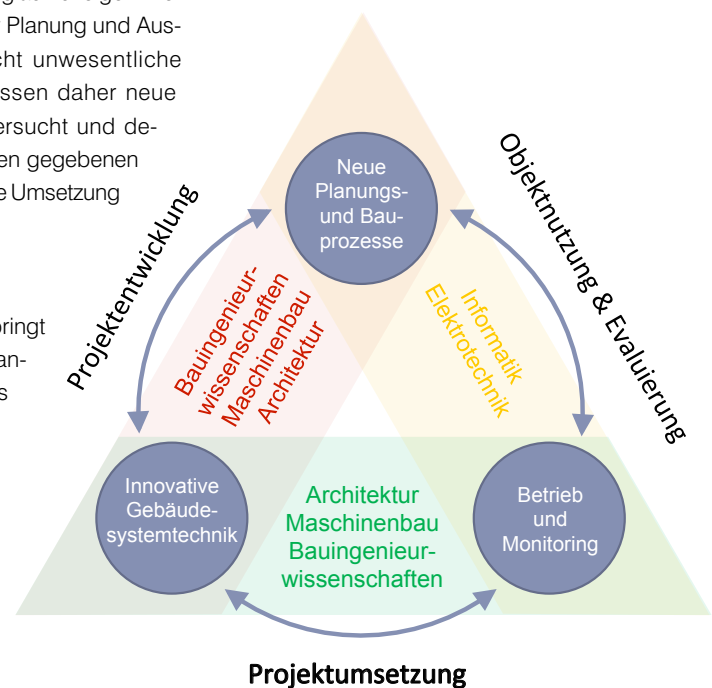 r Planung und Aus-
cht unwesentliche
ssen daher neue
ersucht und de-
en gegebenen
e Umsetzung
ringt
an-
s
Neue
Planungs-
und Bau-
prozesse
Projektentwicklung
Objektnutzung & Evaluierung
Bauingenieur-
wissenschaften
Maschinenbau
Architektur
Informatik
Elektrotechnik
Innovative
Gebäude-
systemtechnik
Architektur
Maschinenbau
Bauingenieur-
wissenschaften
Betrieb
und
Monitoring
Projektumsetzung